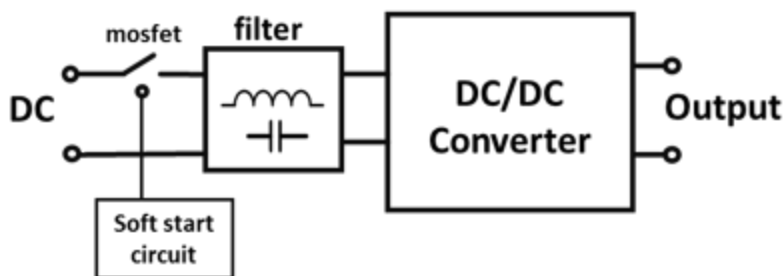 mosfet
filter
DC
DC/DC
Converter
Output
Soft start
circuit